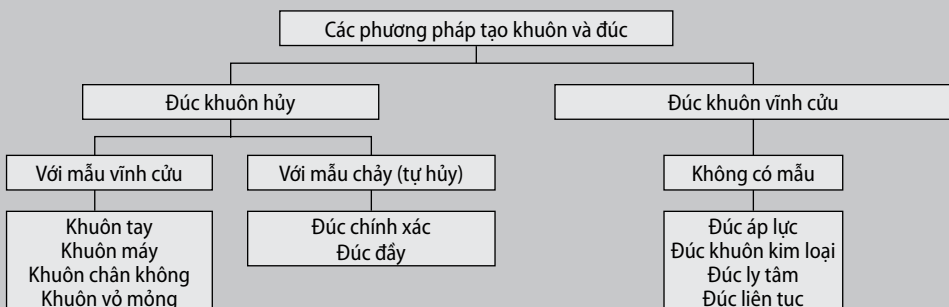 Các phương pháp tạo khuôn và đúc
Đúc khuôn hủy
Đúc khuôn vĩnh cửu
Với mẫu vĩnh cửu
Với mẫu chảy (tự hủy)
Không có mẫu
Khuôn tay
Khuôn máy
Khuôn chân không
Khuôn vỏ mỏng
Đúc chính xác
Đúc đầy
Đúc áp lực
Đúc khuôn kim loại
Đúc ly tâm
Đúc liên tục